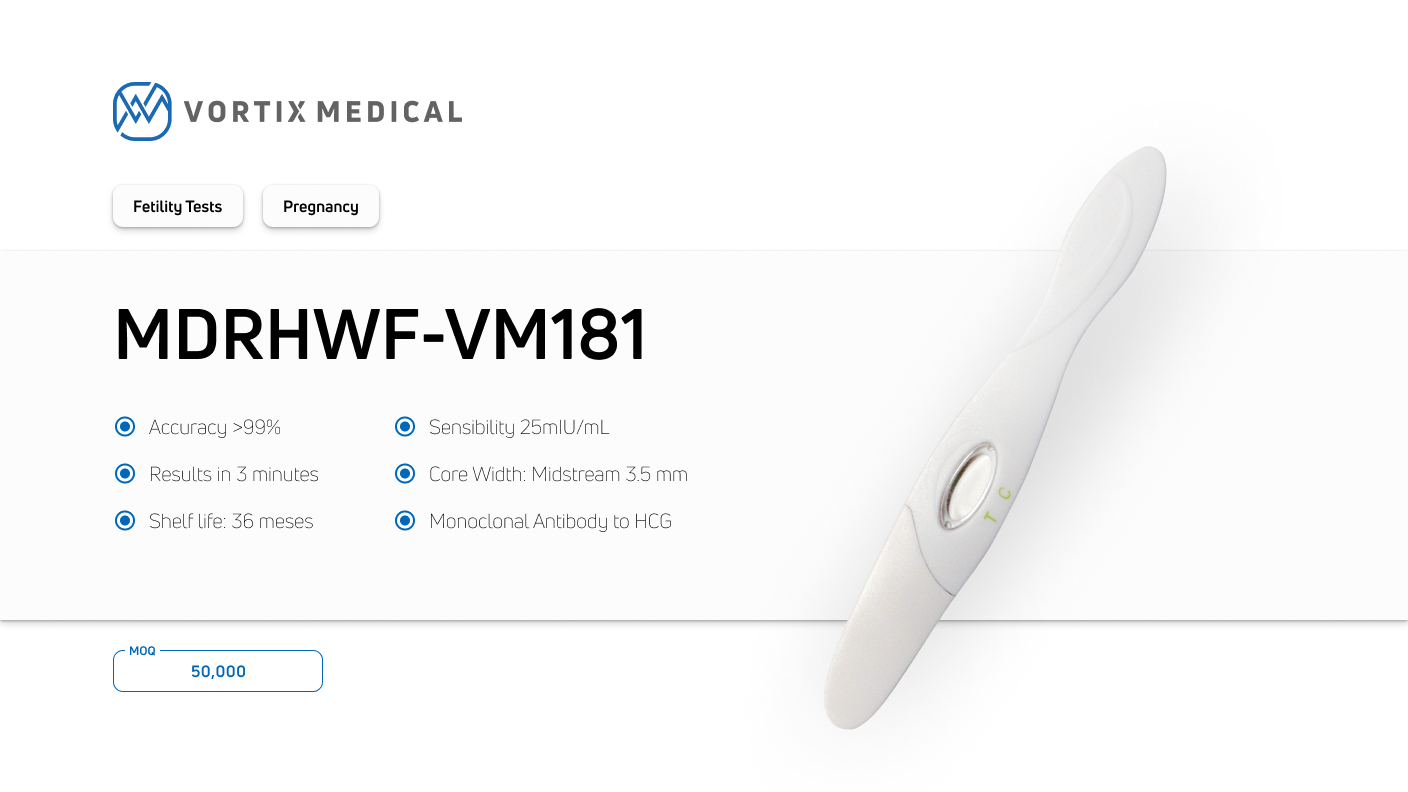 VORTIX MEDICAL
Fetility Tests
Pregnancy
MDRHWF-VM181
Accuracy >99%
Sensibility 25mIU/mL
Results in 3 minutes
Core Width: Midstream 3.5 mm
Shelf life: 36 meses
Monoclonal Antibody to HCG
C
T
MOQ
50,000